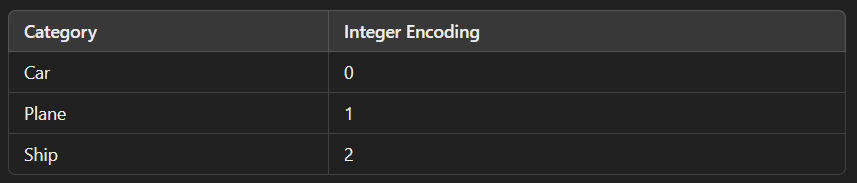 Category Integer Encoding
Car 0
Plane 1
Ship 2